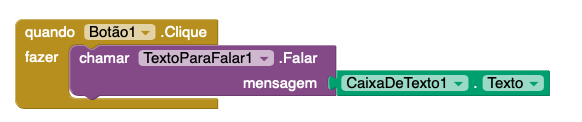 quando Botão1 .Clique
fazer chamar TextoParaFalar1 .Falar
mensagem CaixaDeTexto1 . Texto